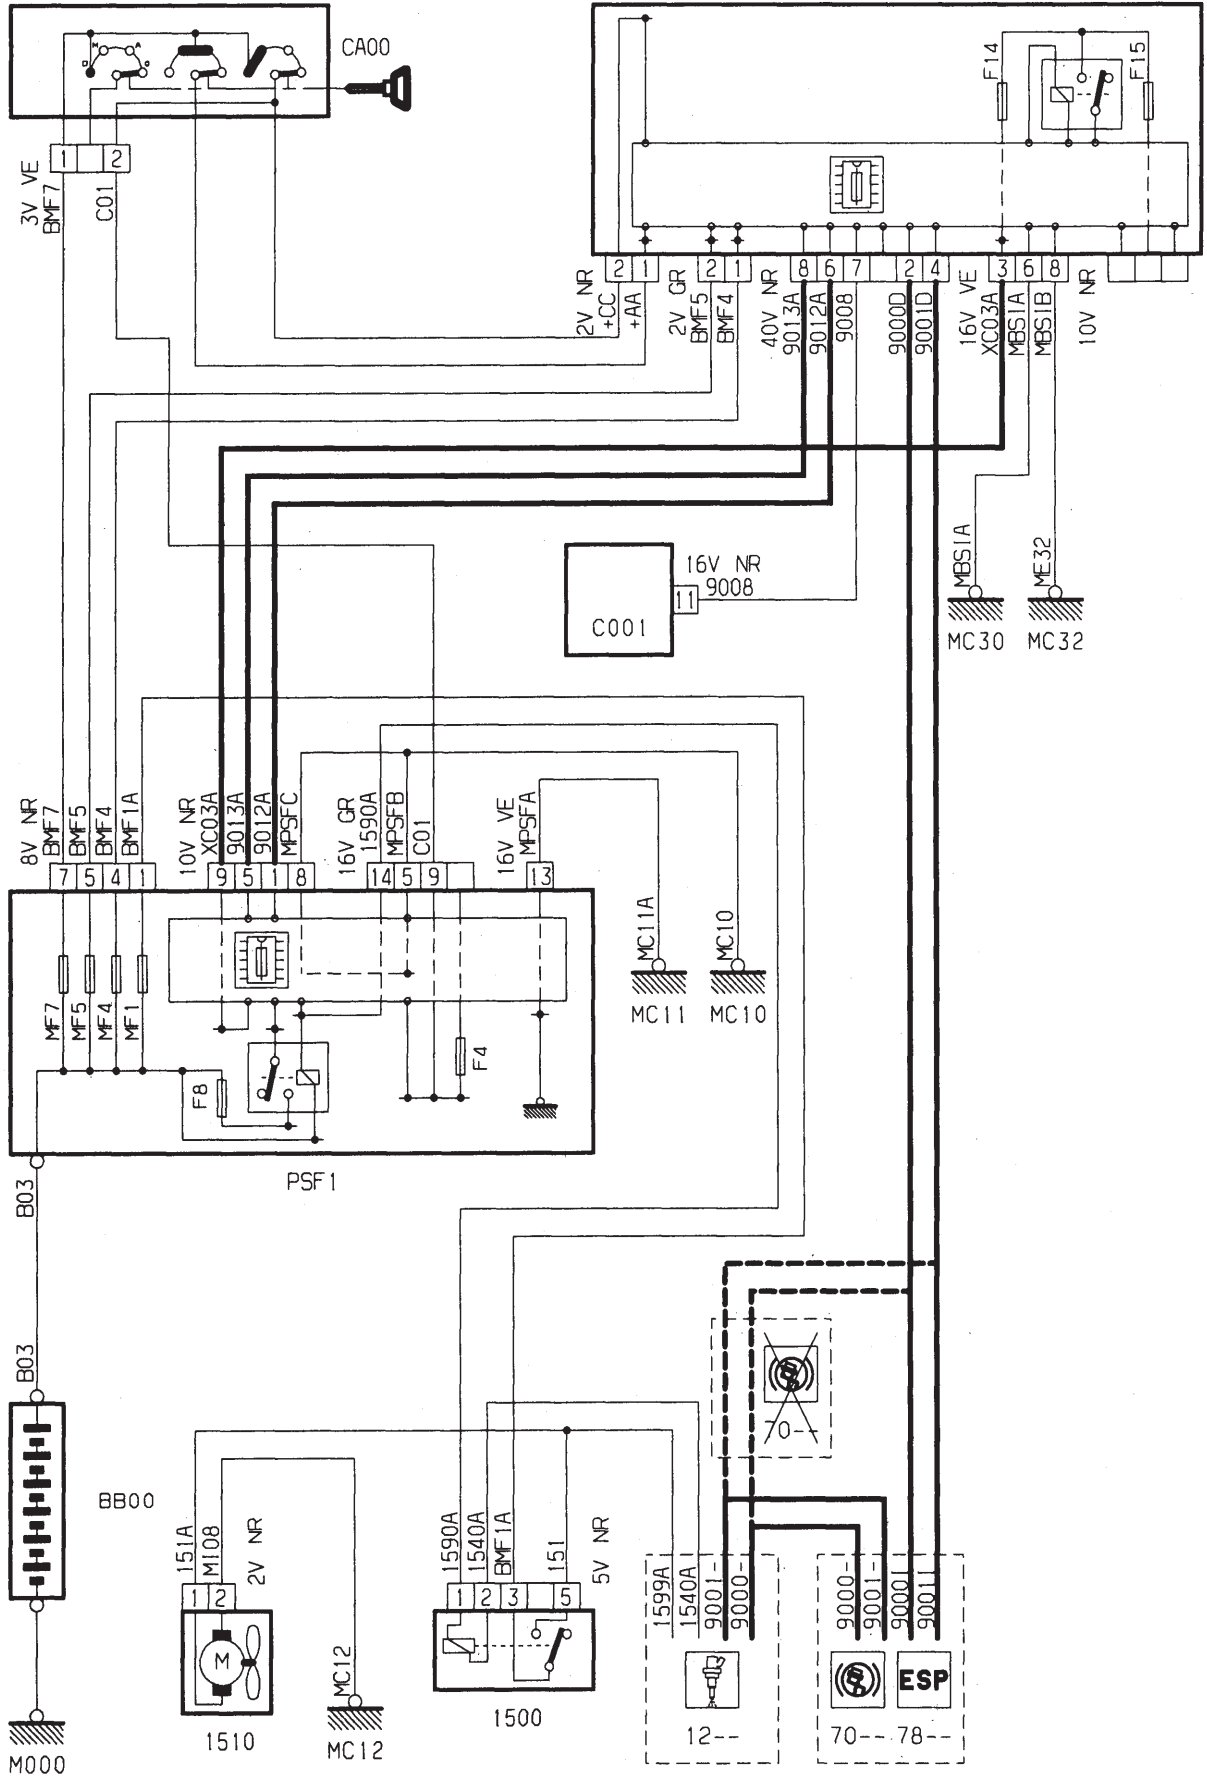 CA00
M
A
D
1
2
3V VE
BMF7
C01
F14
F15
2
1
2
1
8
6
7
2
4
3
6
8
2V NR
+CC
+AA
2V GR
BMF5
BMF4
40V NR
9013A
9012A
9008
9000D
9001D
16V VE
XC03A
MBSIA
MBSIB
10V NR
16V NR
9008
11
C001
MBSIA
ME32
MC30
MC32
8V NR
BMF7
BMF5
BMF4
BMF1A
10V NR
XC03A
9013A
9012A
MPSFC
16V GR
1590A
MPSFB
C01
16V VE
MPSFA
7
5
4
1
9
5
1
8
14
5
9
13
MC11A
MC10
MC11
MC10
MF7
MF5
MF4
MF1
F8
F4
PSF1
B03
B03
BB00
M000
70--
151A
M108
2V NR
1
2
M
1510
MC12
MC12
1590A
1540A
BMF1A
151
5V NR
1
2
3
5
1500
1599A
1540A
9001-
9000-
12--
9000-
9001-
9000I
9001I
ESP
70--
78--